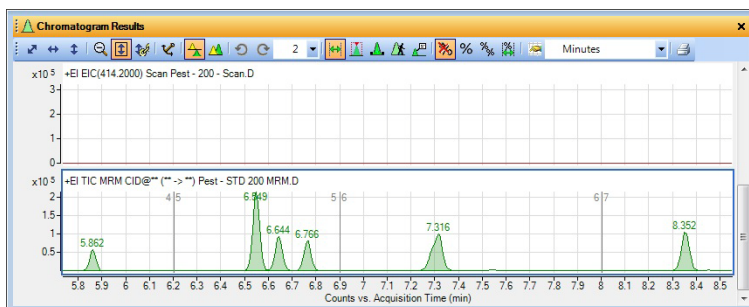 Chromatogram Results
2 % % Minutes
x10 5 +EI EIC(414.2000) Scan Pest - 200 - Scan.D
3
2
1
0
x10 5 +EI TIC MRM CID@** (** -> **) Pest - STD 200 MRM.D
2 4 5 6.549 5 6 6 7
1.5 5.862 6.644 6.766 7.316 8.352
1
0.5
5.8 5.9 6 6.1 6.2 6.3 6.4 6.5 6.6 6.7 6.8 6.9 7 7.1 7.2 7.3 7.4 7.5 7.6 7.7 7.8 7.9 8 8.1 8.2 8.3 8.4 8.5
Counts vs. Acquisition Time (min)